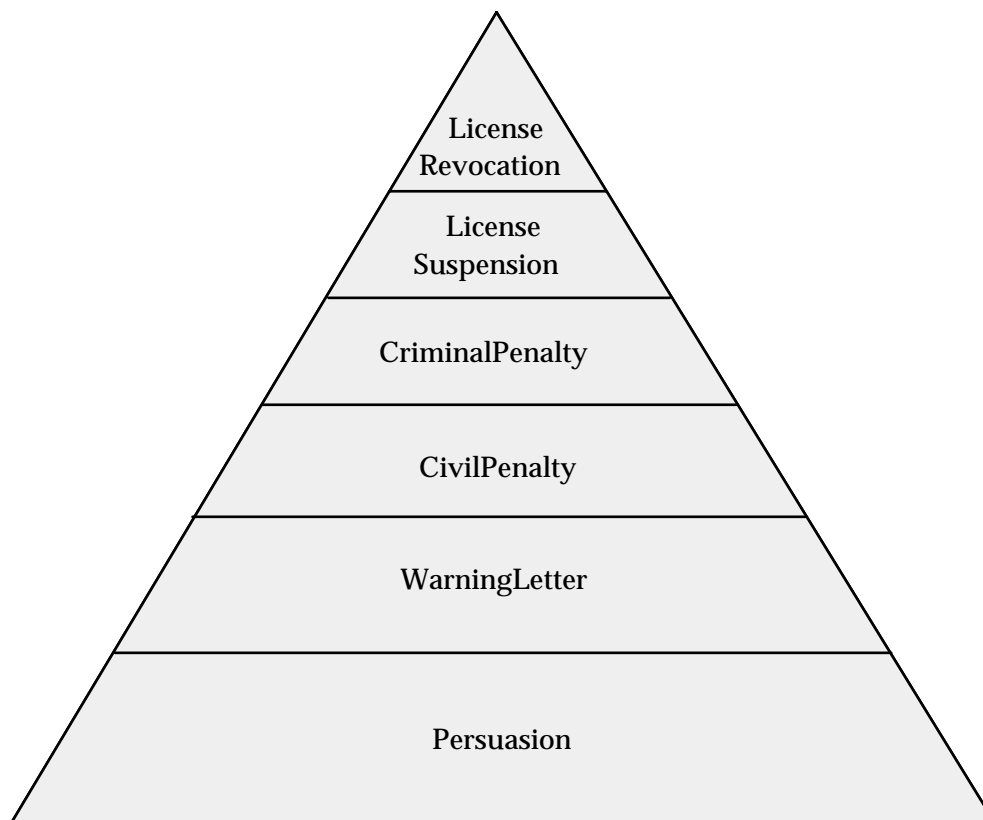 License
Revocation
License
Suspension
CriminalPenalty
CivilPenalty
WarningLetter
Persuasion